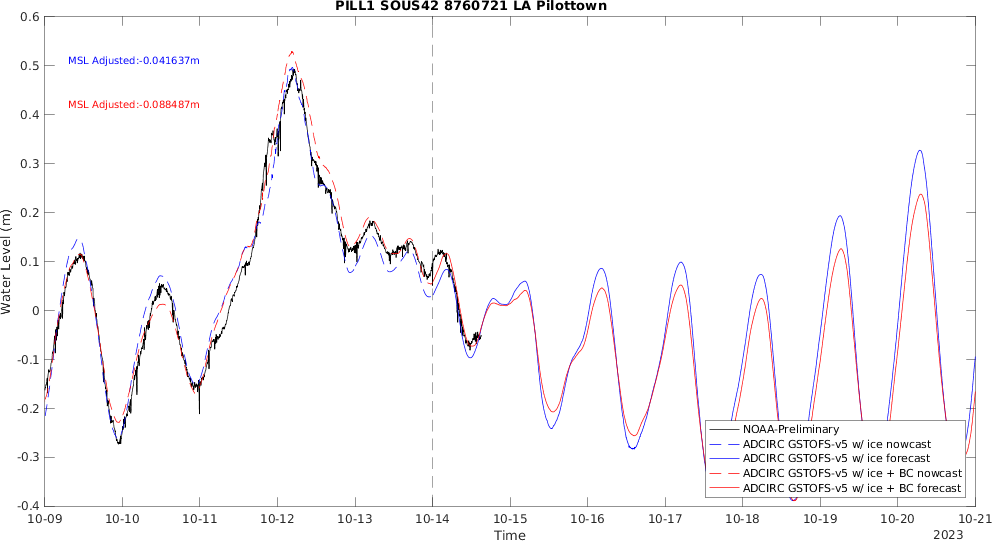 PILL1 SOUS42 8760721 LA Pilottown
0.6
0.5
0.4
0.3
0.2
0.1
0
-0.1
-0.2
-0.3
-0.4
Water Level (m)
MSL Adjusted:-0.041637m
MSL Adjusted:-0.088487m
NOAA-Preliminary
ADCIRC GSTOFS-v5 w/ ice nowcast
ADCIRC GSTOFS-v5 w/ ice forecast
ADCIRC GSTOFS-v5 w/ ice + BC nowcast
ADCIRC GSTOFS-v5 w/ ice + BC forecast
10-09 10-10 10-11 10-12 10-13 10-14 10-15 10-16 10-17 10-18 10-19 10-20 10-21
Time
2023